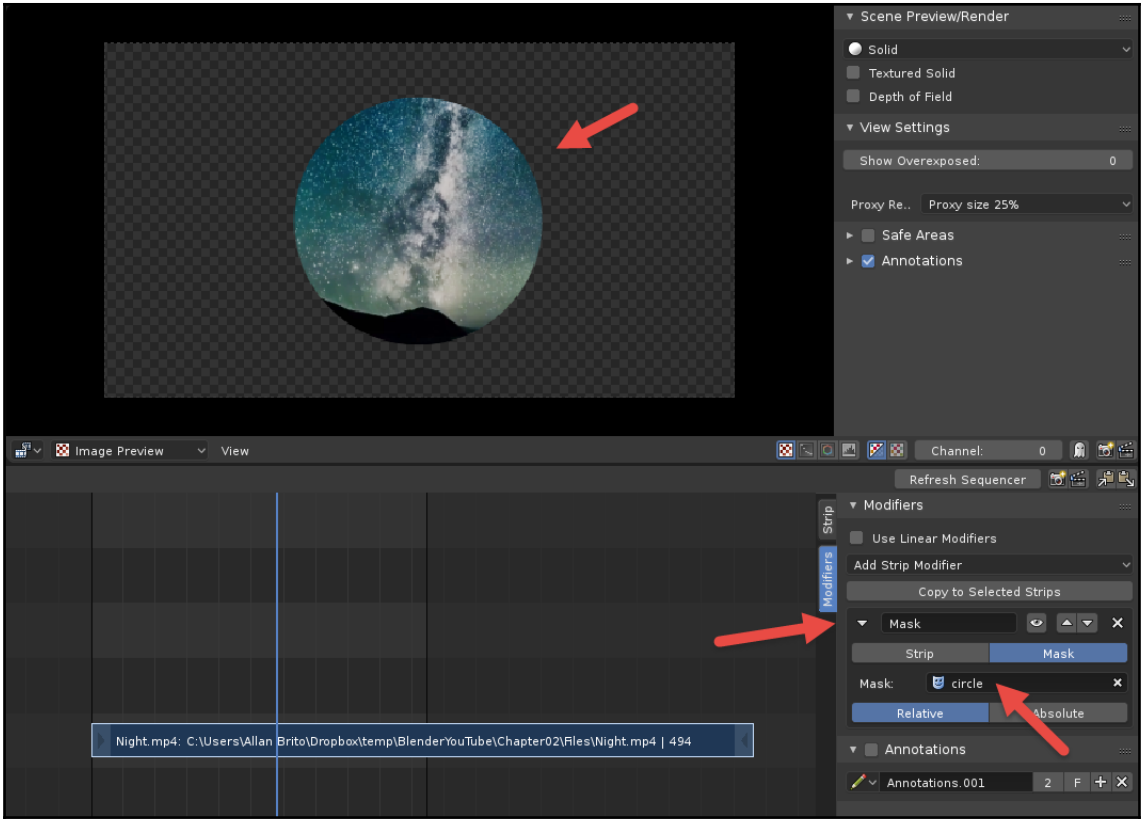 Scene Preview/Render
Solid
Textured Solid
Depth of Field
View Settings
Show Overexposed: 0
Proxy Re.. Proxy size 25%
Safe Areas
Annotations
Image Preview View Channel: 0
Refresh Sequencer
Strip
Modifiers
Modifiers
Use Linear Modifiers
Add Strip Modifier
Copy to Selected Strips
Mask
Strip Mask
Mask: circle
Relative Absolute
Night.mp4: C:\Users\Allan Brito\Dropbox\temp\BlenderYouTube\Chapter02\Files\Night.mp4 | 494
Annotations
Annotations.001 2 F